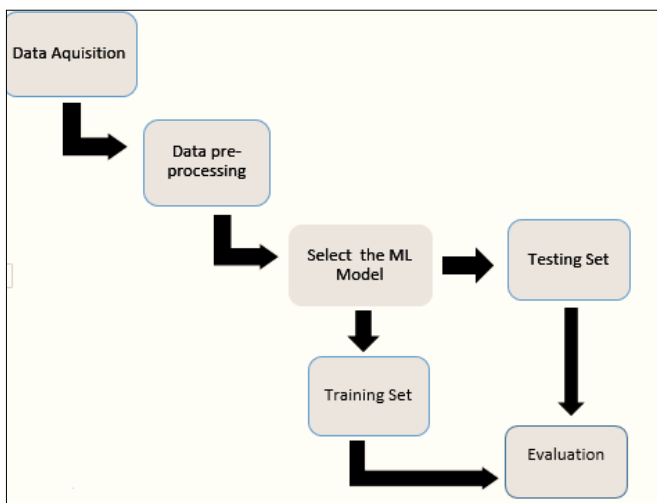 Data Aquisition
Data pre-
processing
Select the ML
Model
Testing Set
Training Set
Evaluation